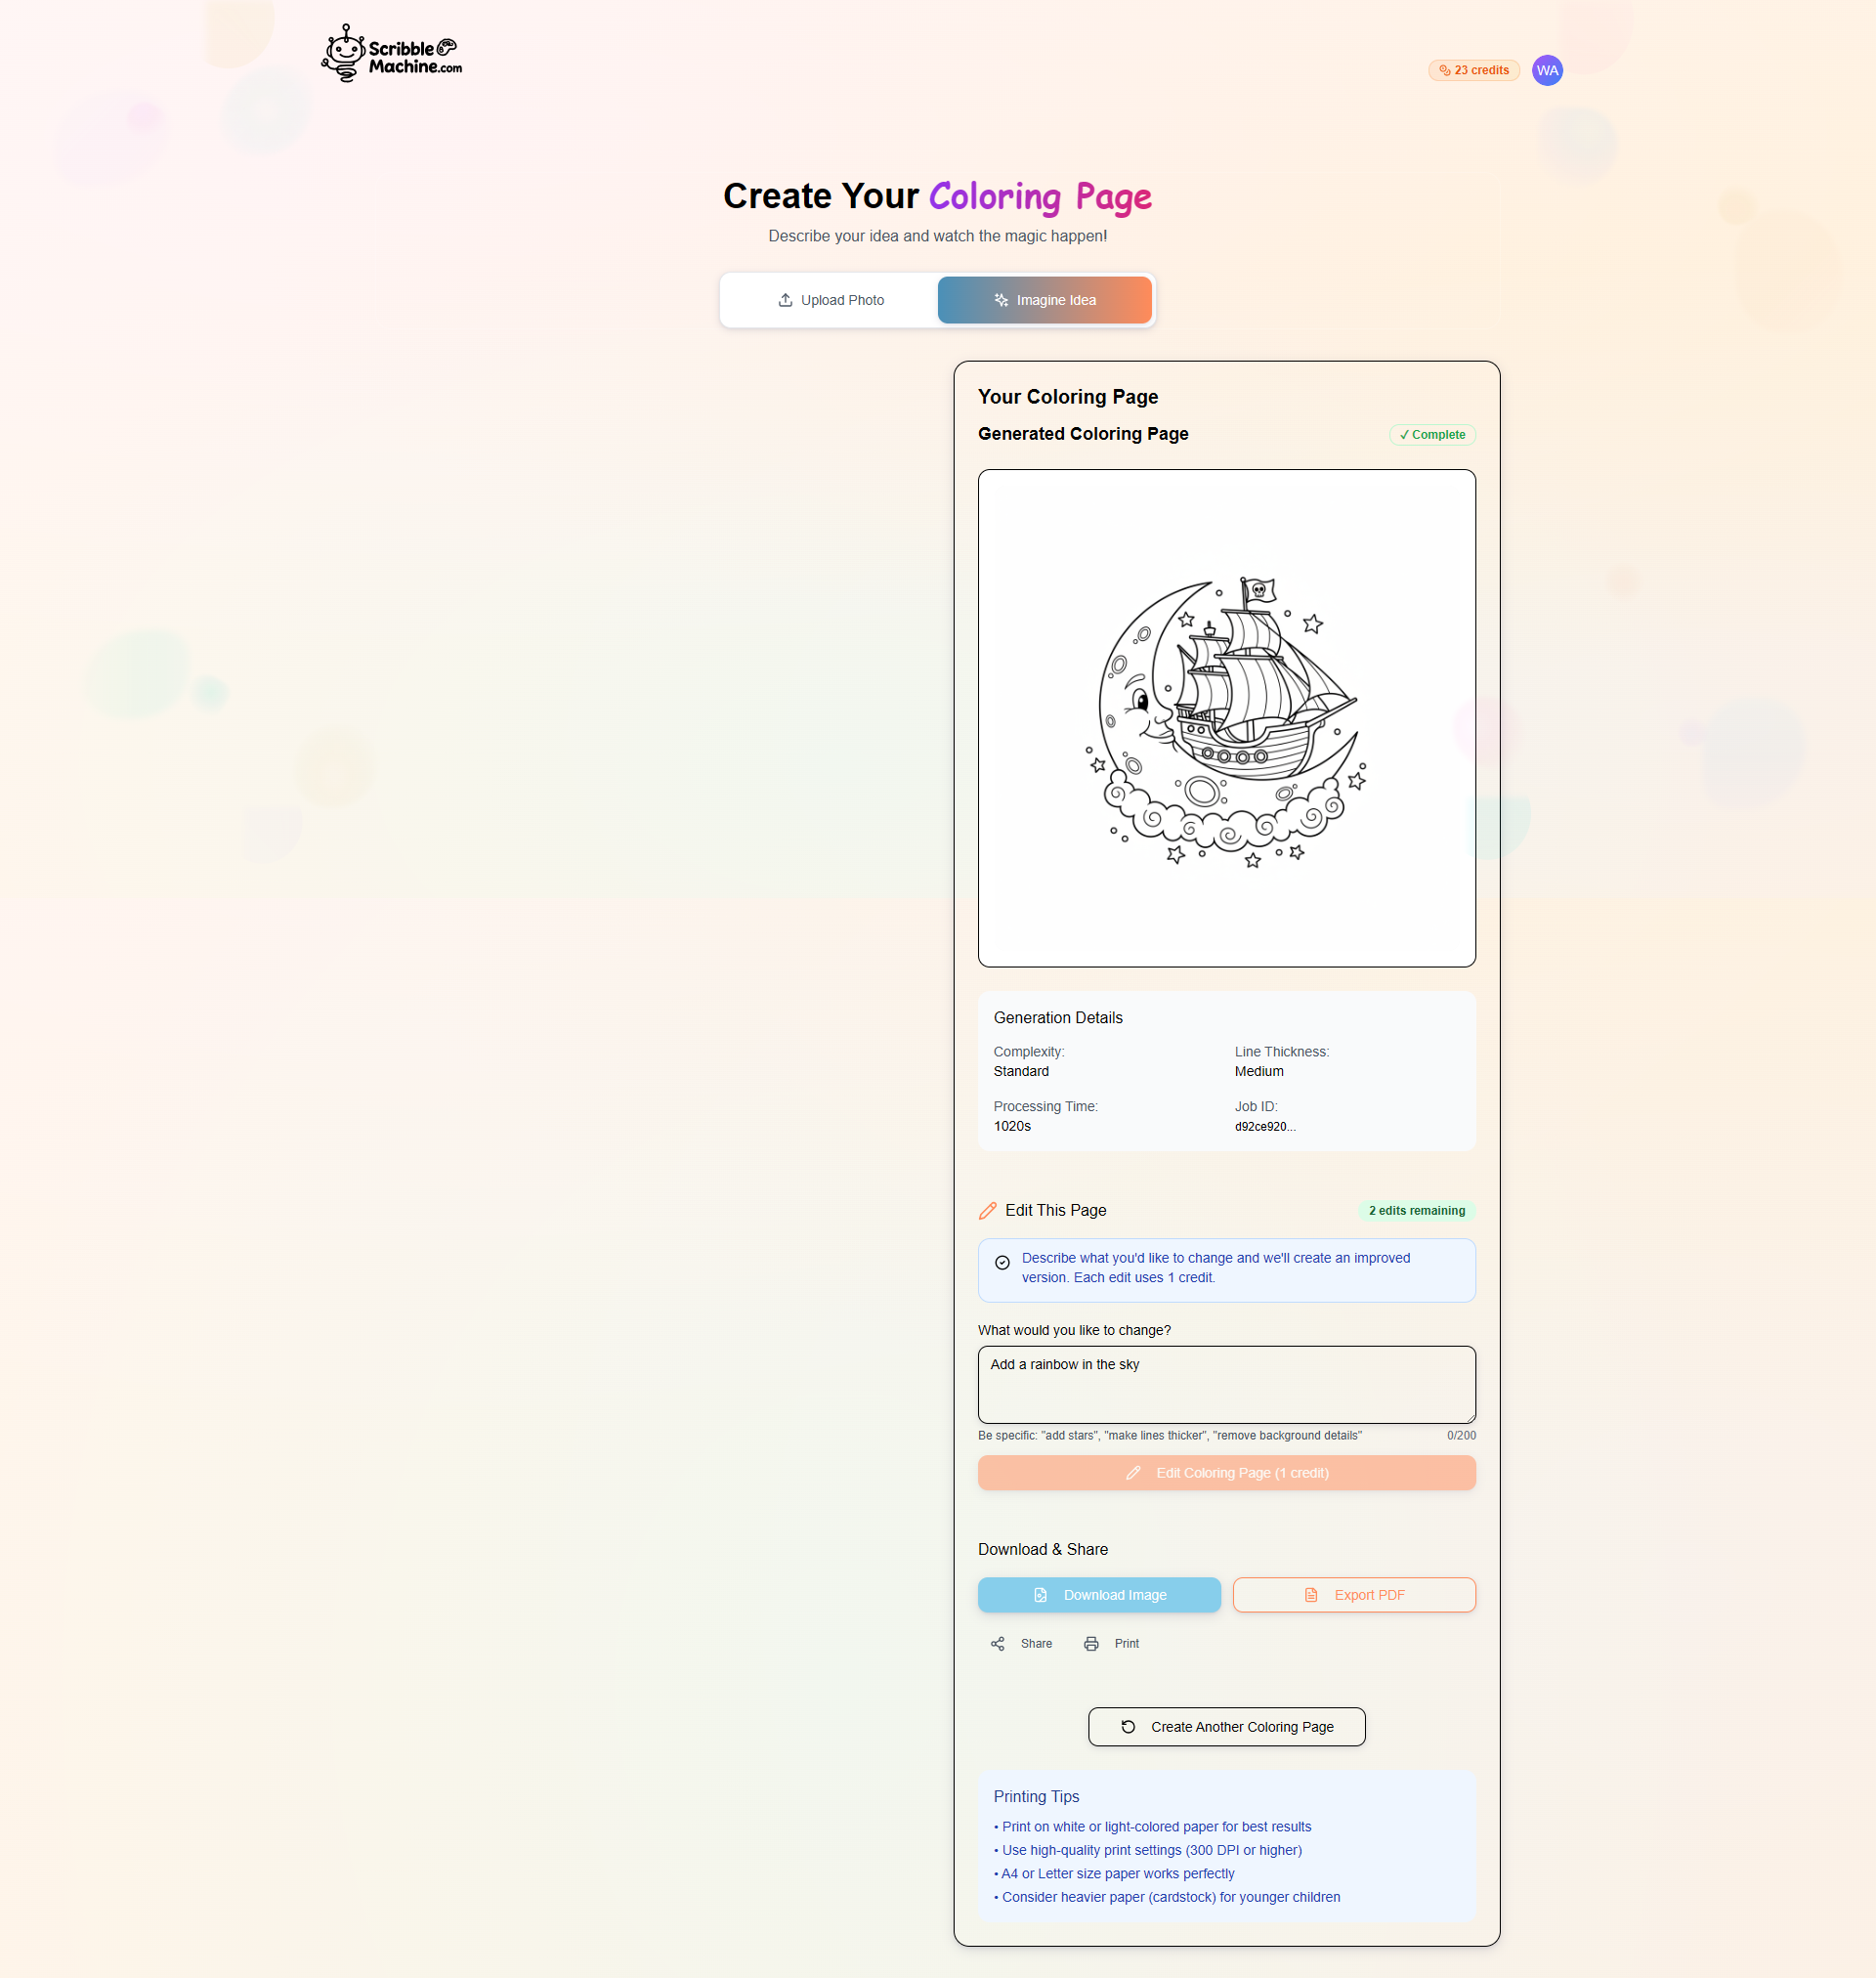 Scribble
Machine.com
23 credits
WA
Create Your Coloring Page
Describe your idea and watch the magic happen!
Upload Photo
Imagine Idea
Your Coloring Page
Generated Coloring Page
✓ Complete
Generation Details
Complexity:
Line Thickness:
Standard
Medium
Processing Time:
Job ID:
1020s
d92ce920...
Edit This Page
2 edits remaining
Describe what you'd like to change and we'll create an improved
version. Each edit uses 1 credit.
What would you like to change?
Add a rainbow in the sky
Be specific: "add stars", "make lines thicker", "remove background details"
0/200
Edit Coloring Page (1 credit)
Download & Share
Download Image
Export PDF
Share
Print
Create Another Coloring Page
Printing Tips
• Print on white or light-colored paper for best results
• Use high-quality print settings (300 DPI or higher)
• A4 or Letter size paper works perfectly
• Consider heavier paper (cardstock) for younger children